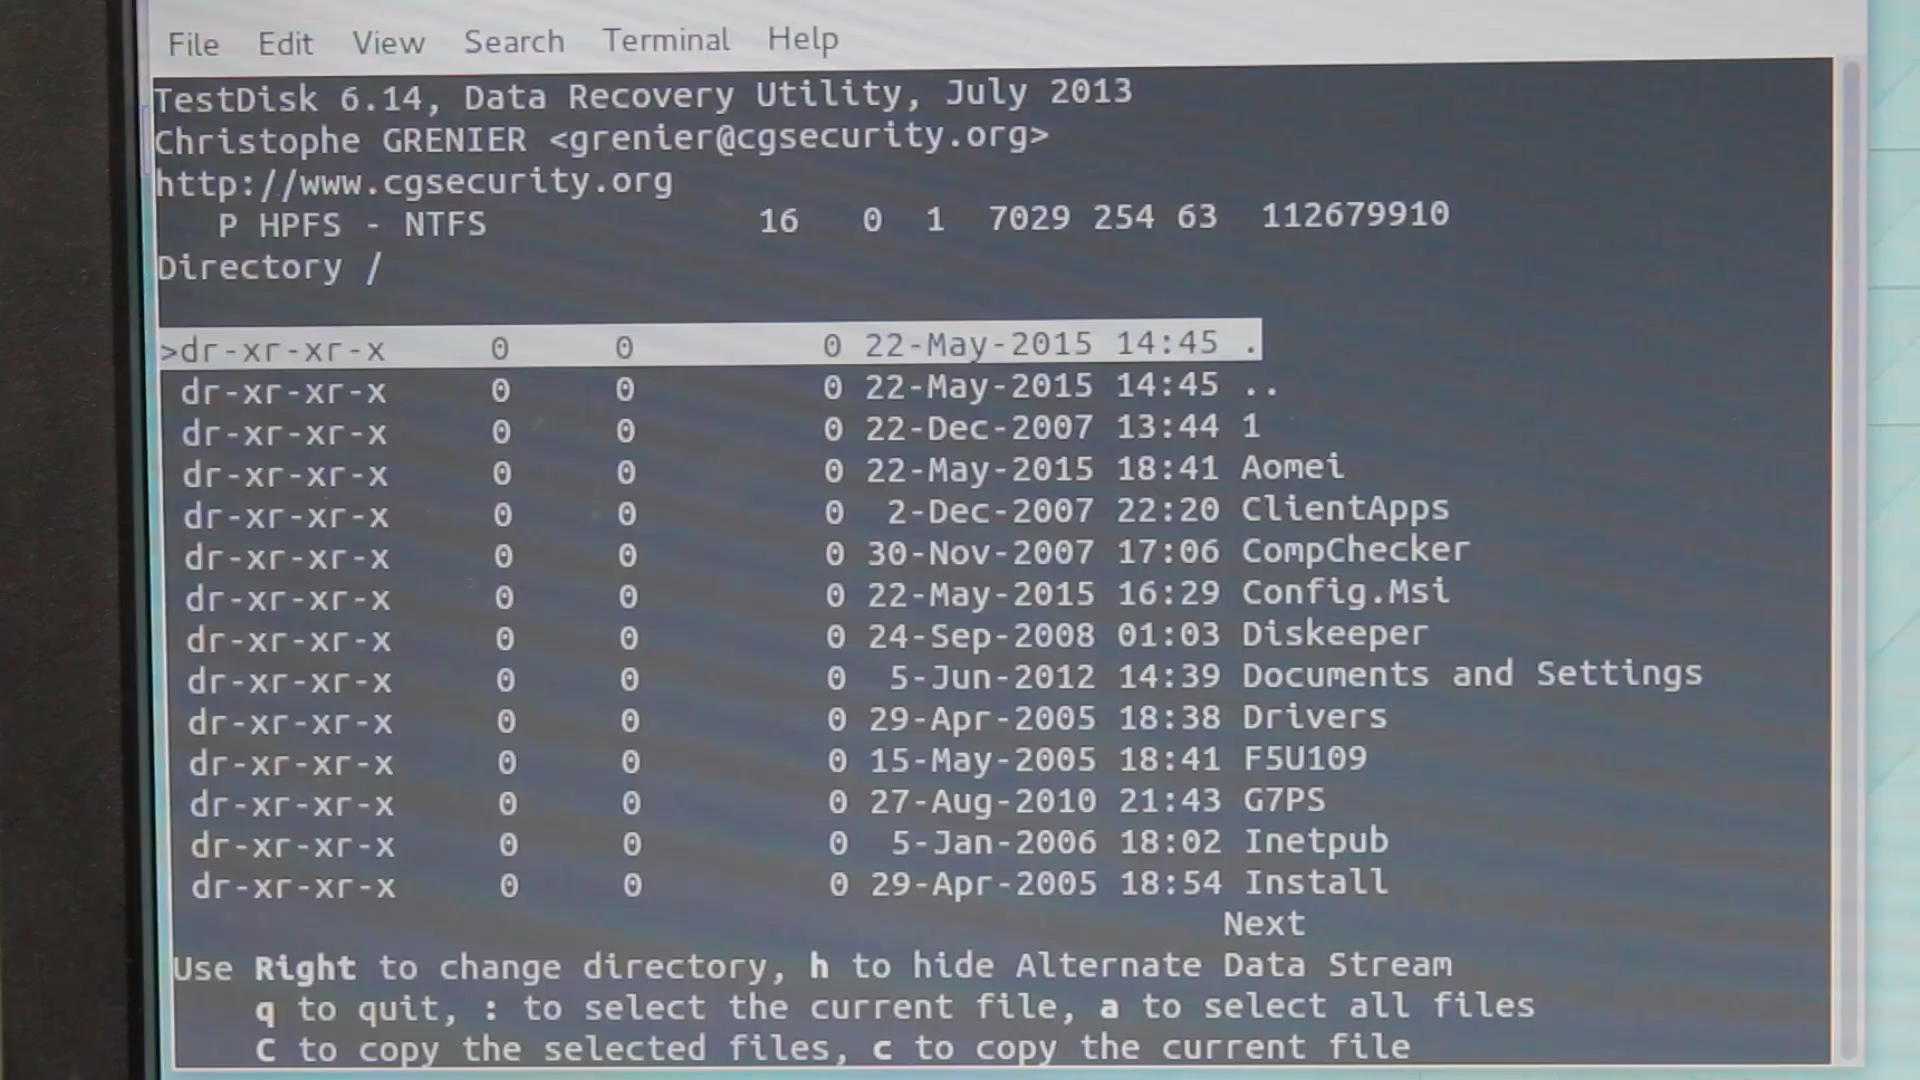 File Edit View Search Terminal Help
TestDisk 6.14, Data Recovery Utility, July 2013
Christophe GRENIER <grenier@cgsecurity.org>
http://www.cgsecurity.org
P HPFS - NTFS 16 0 1 7029 254 63 112679910
Directory /
>dr-xr-xr-x 0 0 0 22-May-2015 14:45 .
dr-xr-xr-x 0 0 0 22-May-2015 14:45 ..
dr-xr-xr-x 0 0 0 22-Dec-2007 13:44 1
dr-xr-xr-x 0 0 0 22-May-2015 18:41 Aomei
dr-xr-xr-x 0 0 0 2-Dec-2007 22:20 ClientApps
dr-xr-xr-x 0 0 0 30-Nov-2007 17:06 CompChecker
dr-xr-xr-x 0 0 0 22-May-2015 16:29 Config.Msi
dr-xr-xr-x 0 0 0 24-Sep-2008 01:03 Diskeeper
dr-xr-xr-x 0 0 0 5-Jun-2012 14:39 Documents and Settings
dr-xr-xr-x 0 0 0 29-Apr-2005 18:38 Drivers
dr-xr-xr-x 0 0 0 15-May-2005 18:41 F5U109
dr-xr-xr-x 0 0 0 27-Aug-2010 21:43 G7PS
dr-xr-xr-x 0 0 0 5-Jan-2006 18:02 Inetpub
dr-xr-xr-x 0 0 0 29-Apr-2005 18:54 Install
Next
Use Right to change directory, h to hide Alternate Data Stream
q to quit, : to select the current file, a to select all files
C to copy the selected files, c to copy the current file